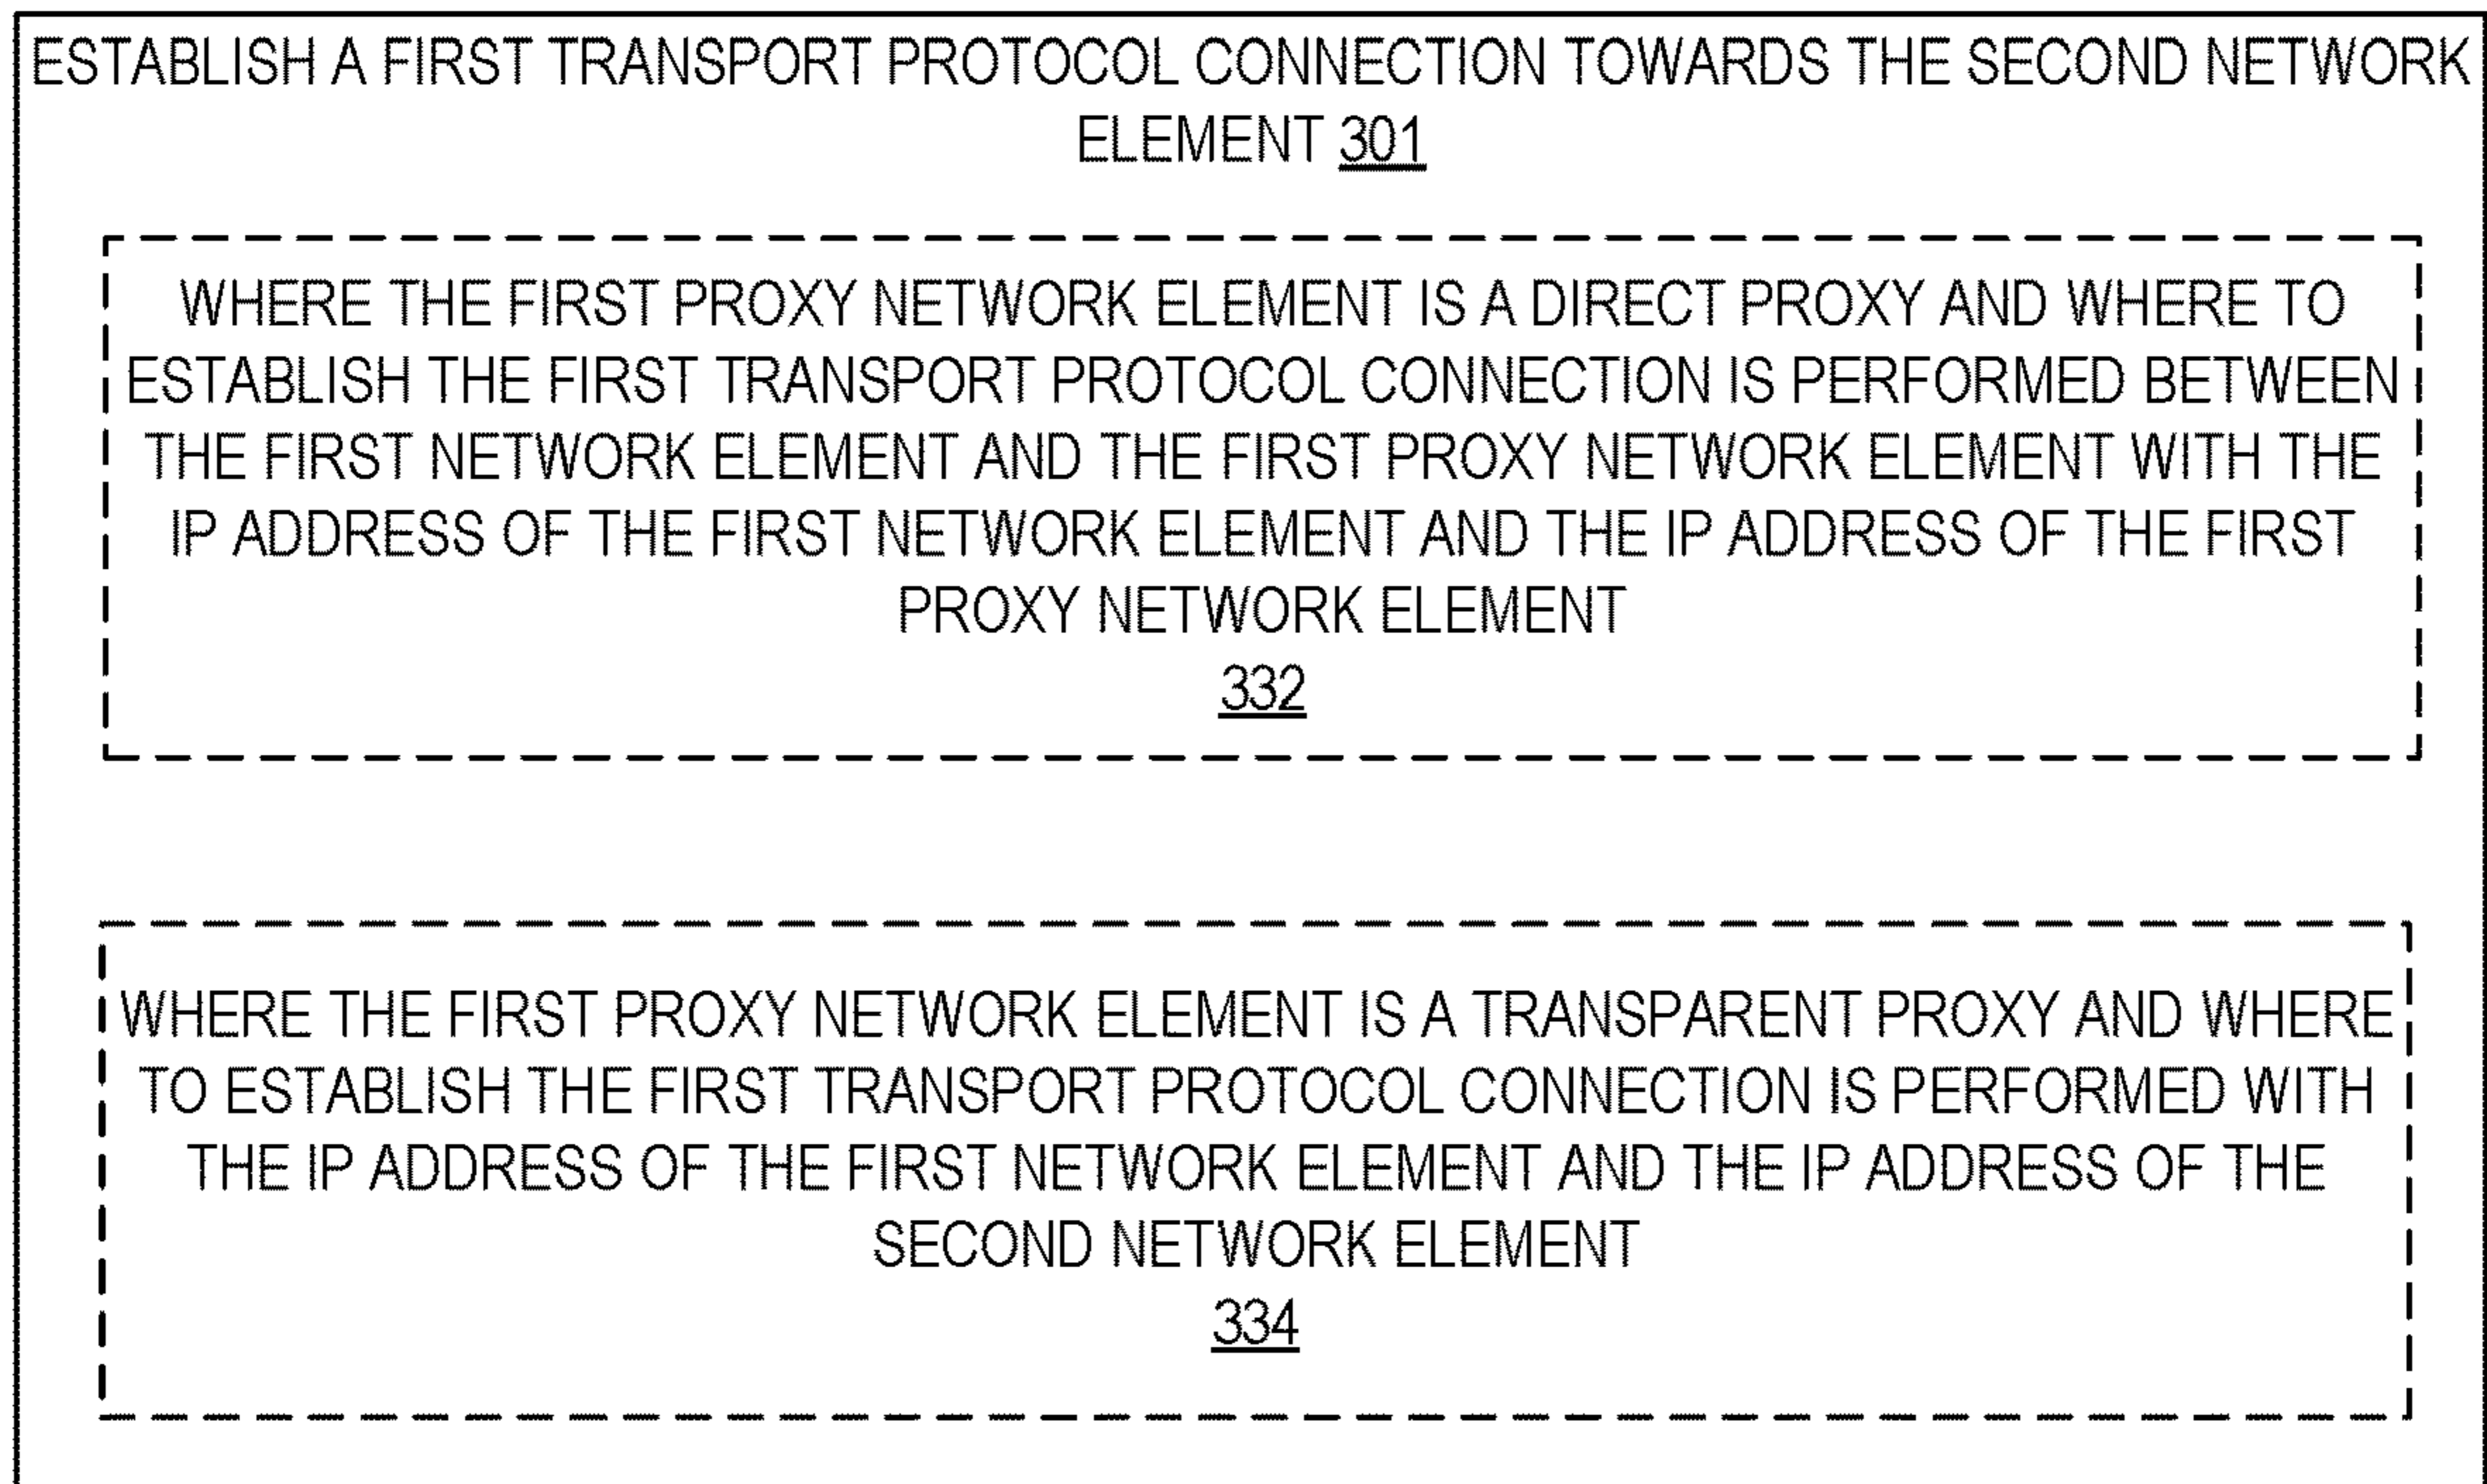 ESTABLISH A FIRST TRANSPORT PROTOCOL CONNECTION TOWARDS THE SECOND NETWORK
ELEMENT 301
WHERE THE FIRST PROXY NETWORK ELEMENT IS A DIRECT PROXY AND WHERE TO
ESTABLISH THE FIRST TRANSPORT PROTOCOL CONNECTION IS PERFORMED BETWEEN
THE FIRST NETWORK ELEMENT AND THE FIRST PROXY NETWORK ELEMENT WITH THE
IP ADDRESS OF THE FIRST NETWORK ELEMENT AND THE IP ADDRESS OF THE FIRST
PROXY NETWORK ELEMENT
332
WHERE THE FIRST PROXY NETWORK ELEMENT IS A TRANSPARENT PROXY AND WHERE
TO ESTABLISH THE FIRST TRANSPORT PROTOCOL CONNECTION IS PERFORMED WITH
THE IP ADDRESS OF THE FIRST NETWORK ELEMENT AND THE IP ADDRESS OF THE
SECOND NETWORK ELEMENT
334